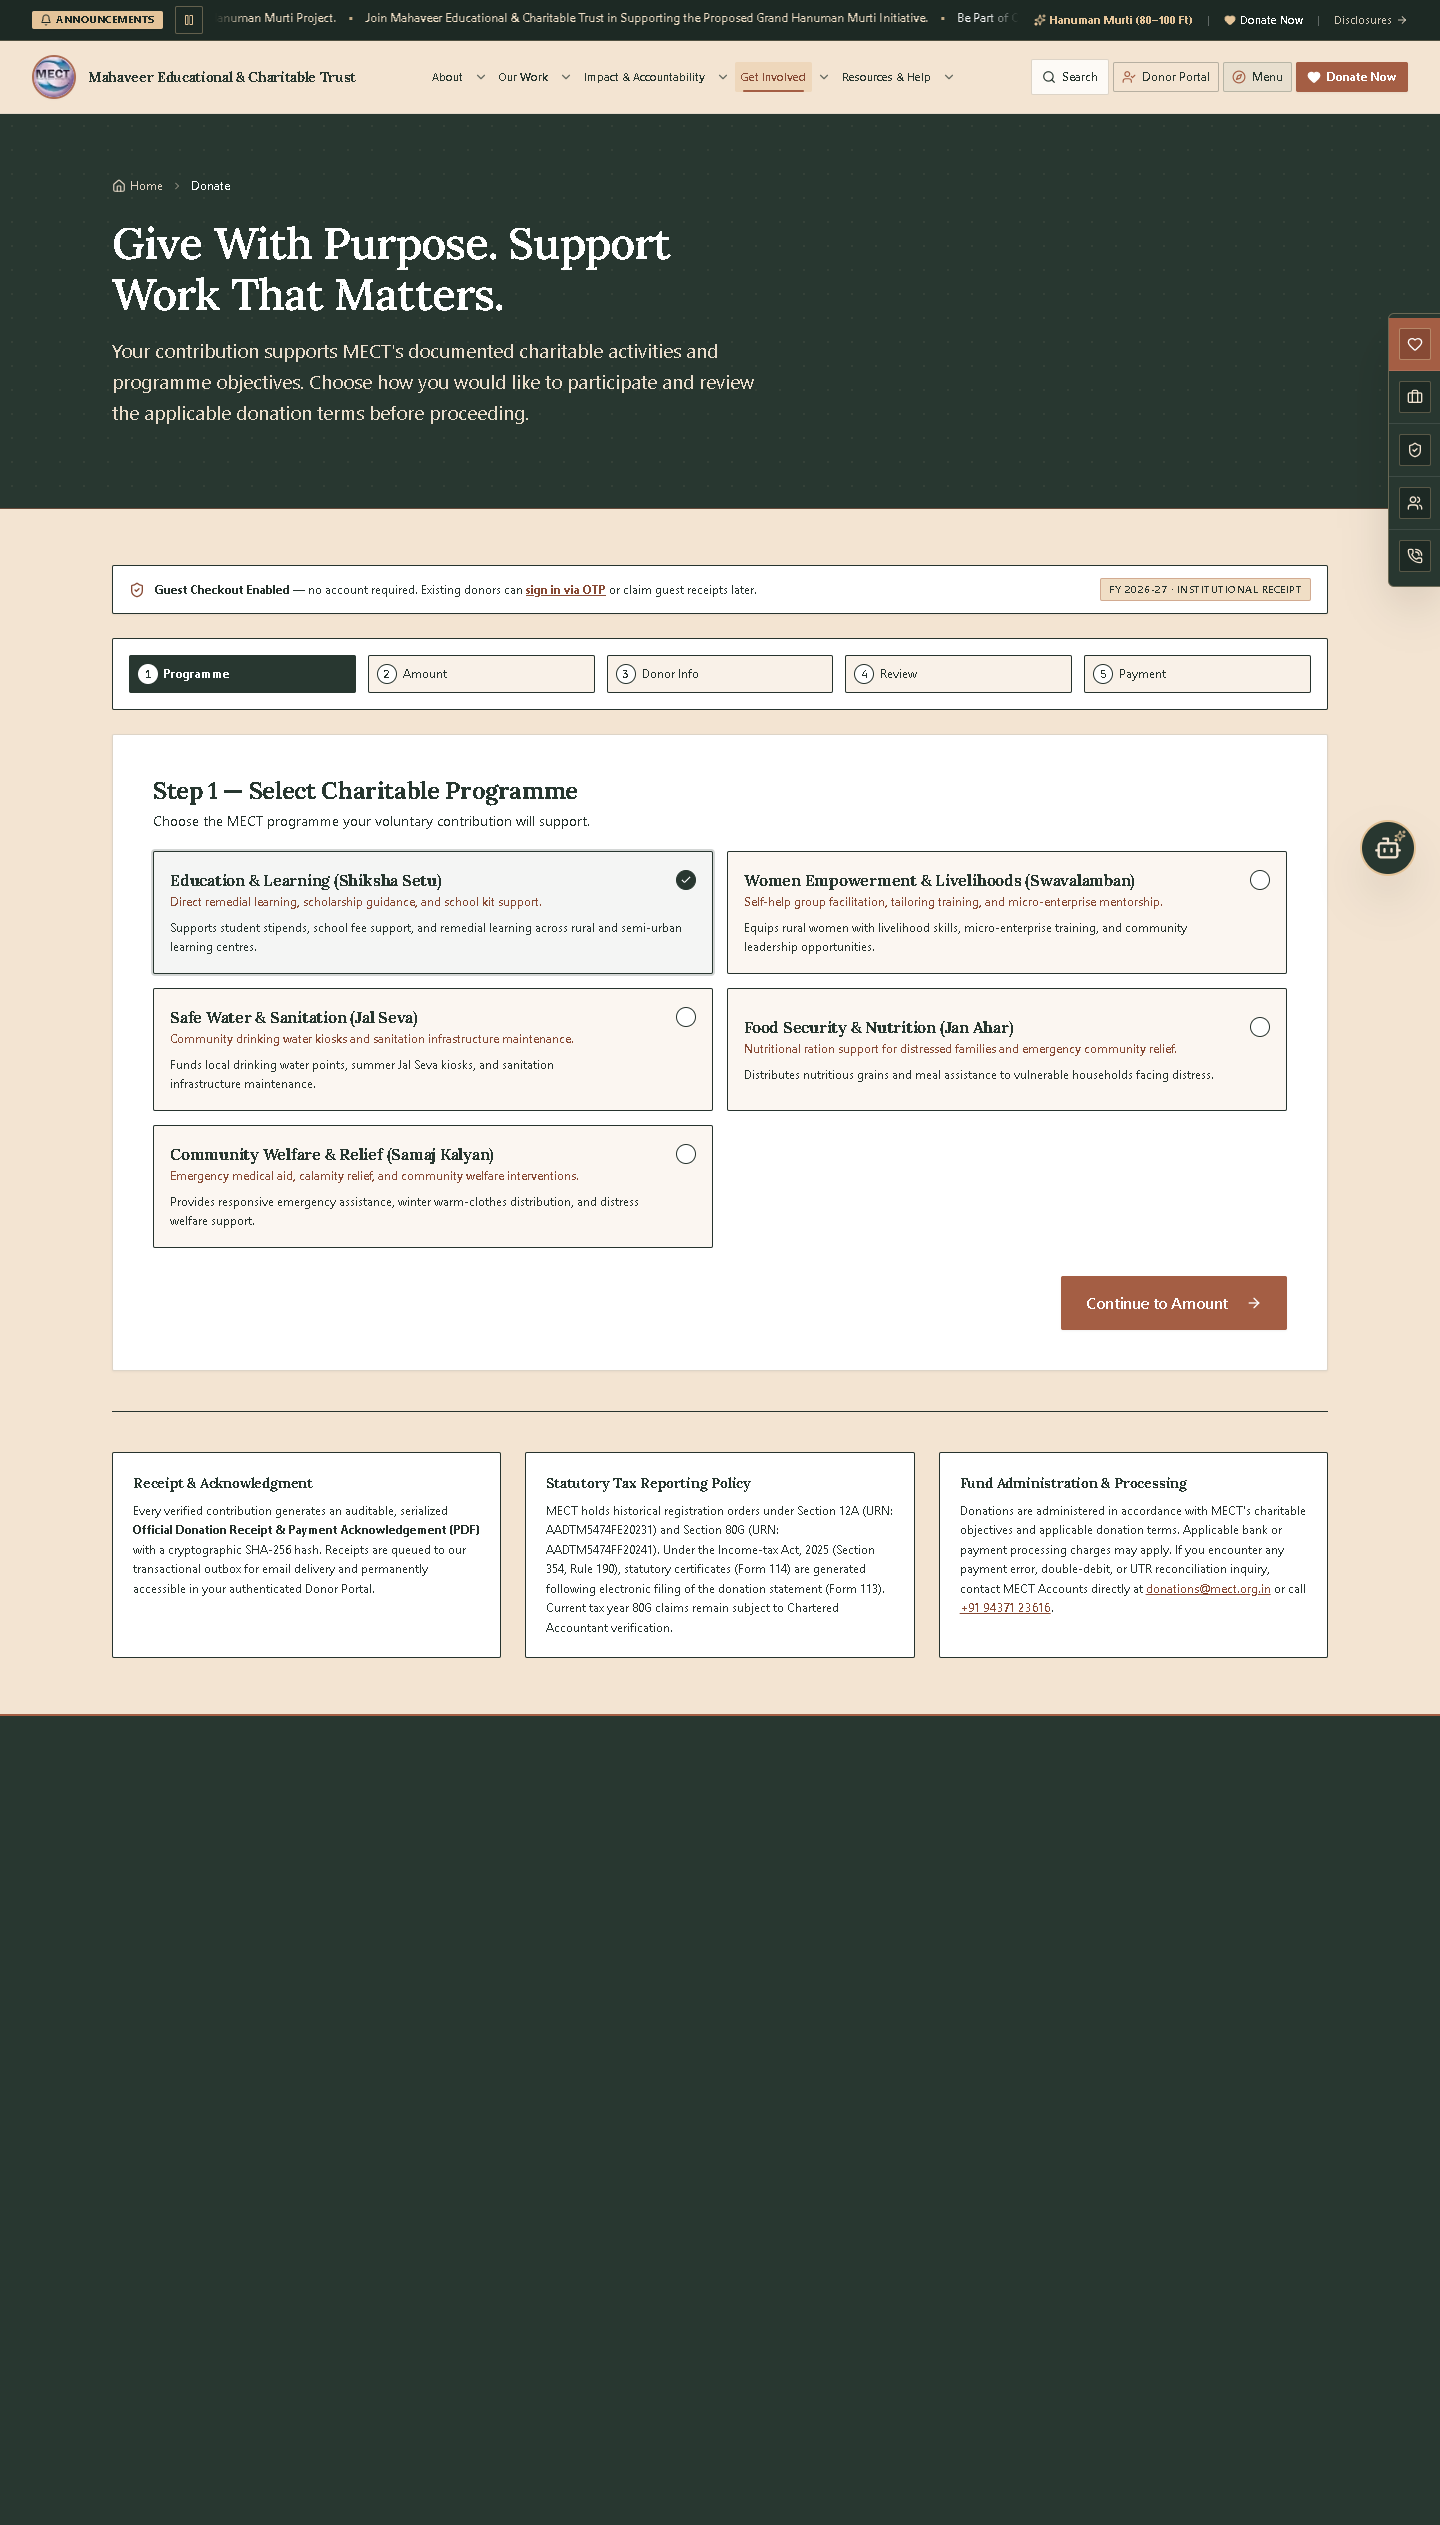 ANNOUNCEMENTS
anuman Murti Project. • Join Mahaveer Educational & Charitable Trust in Supporting the Proposed Grand Hanuman Murti Initiative. • Be Part of
Hanuman Murti (80–100 Ft) | Donate Now | Disclosures →
MECT
Mahaveer Educational & Charitable Trust
About
Our Work
Impact & Accountability
Get Involved
Resources & Help
Search
Donor Portal
Menu
Donate Now
Home > Donate
Give With Purpose. Support
Work That Matters.
Your contribution supports MECT's documented charitable activities and
programme objectives. Choose how you would like to participate and review
the applicable donation terms before proceeding.
Guest Checkout Enabled — no account required. Existing donors can sign in via OTP or claim guest receipts later.
FY 2026-27 · INSTITUTIONAL RECEIPT
1 Programme
2 Amount
3 Donor Info
4 Review
5 Payment
Step 1 — Select Charitable Programme
Choose the MECT programme your voluntary contribution will support.
Education & Learning (Shiksha Setu)
Direct remedial learning, scholarship guidance, and school kit support.
Supports student stipends, school fee support, and remedial learning across rural and semi-urban
learning centres.
Women Empowerment & Livelihoods (Swavalamban)
Self-help group facilitation, tailoring training, and micro-enterprise mentorship.
Equips rural women with livelihood skills, micro-enterprise training, and community
leadership opportunities.
Safe Water & Sanitation (Jal Seva)
Community drinking water kiosks and sanitation infrastructure maintenance.
Funds local drinking water points, summer Jal Seva kiosks, and sanitation
infrastructure maintenance.
Food Security & Nutrition (Jan Ahar)
Nutritional ration support for distressed families and emergency community relief.
Distributes nutritious grains and meal assistance to vulnerable households facing distress.
Community Welfare & Relief (Samaj Kalyan)
Emergency medical aid, calamity relief, and community welfare interventions.
Provides responsive emergency assistance, winter warm-clothes distribution, and distress
welfare support.
Continue to Amount →
Receipt & Acknowledgment
Every verified contribution generates an auditable, serialized
Official Donation Receipt & Payment Acknowledgement (PDF)
with a cryptographic SHA-256 hash. Receipts are queued to our
transactional outbox for email delivery and permanently
accessible in your authenticated Donor Portal.
Statutory Tax Reporting Policy
MECT holds historical registration orders under Section 12A (URN:
AADTM5474FE20231) and Section 80G (URN:
AADTM5474FF20241). Under the Income-tax Act, 2025 (Section
354, Rule 190), statutory certificates (Form 114) are generated
following electronic filing of the donation statement (Form 113).
Current tax year 80G claims remain subject to Chartered
Accountant verification.
Fund Administration & Processing
Donations are administered in accordance with MECT's charitable
objectives and applicable donation terms. Applicable bank or
payment processing charges may apply. If you encounter any
payment error, double-debit, or UTR reconciliation inquiry,
contact MECT Accounts directly at donations@mect.org.in or call
+91 94371 23616.